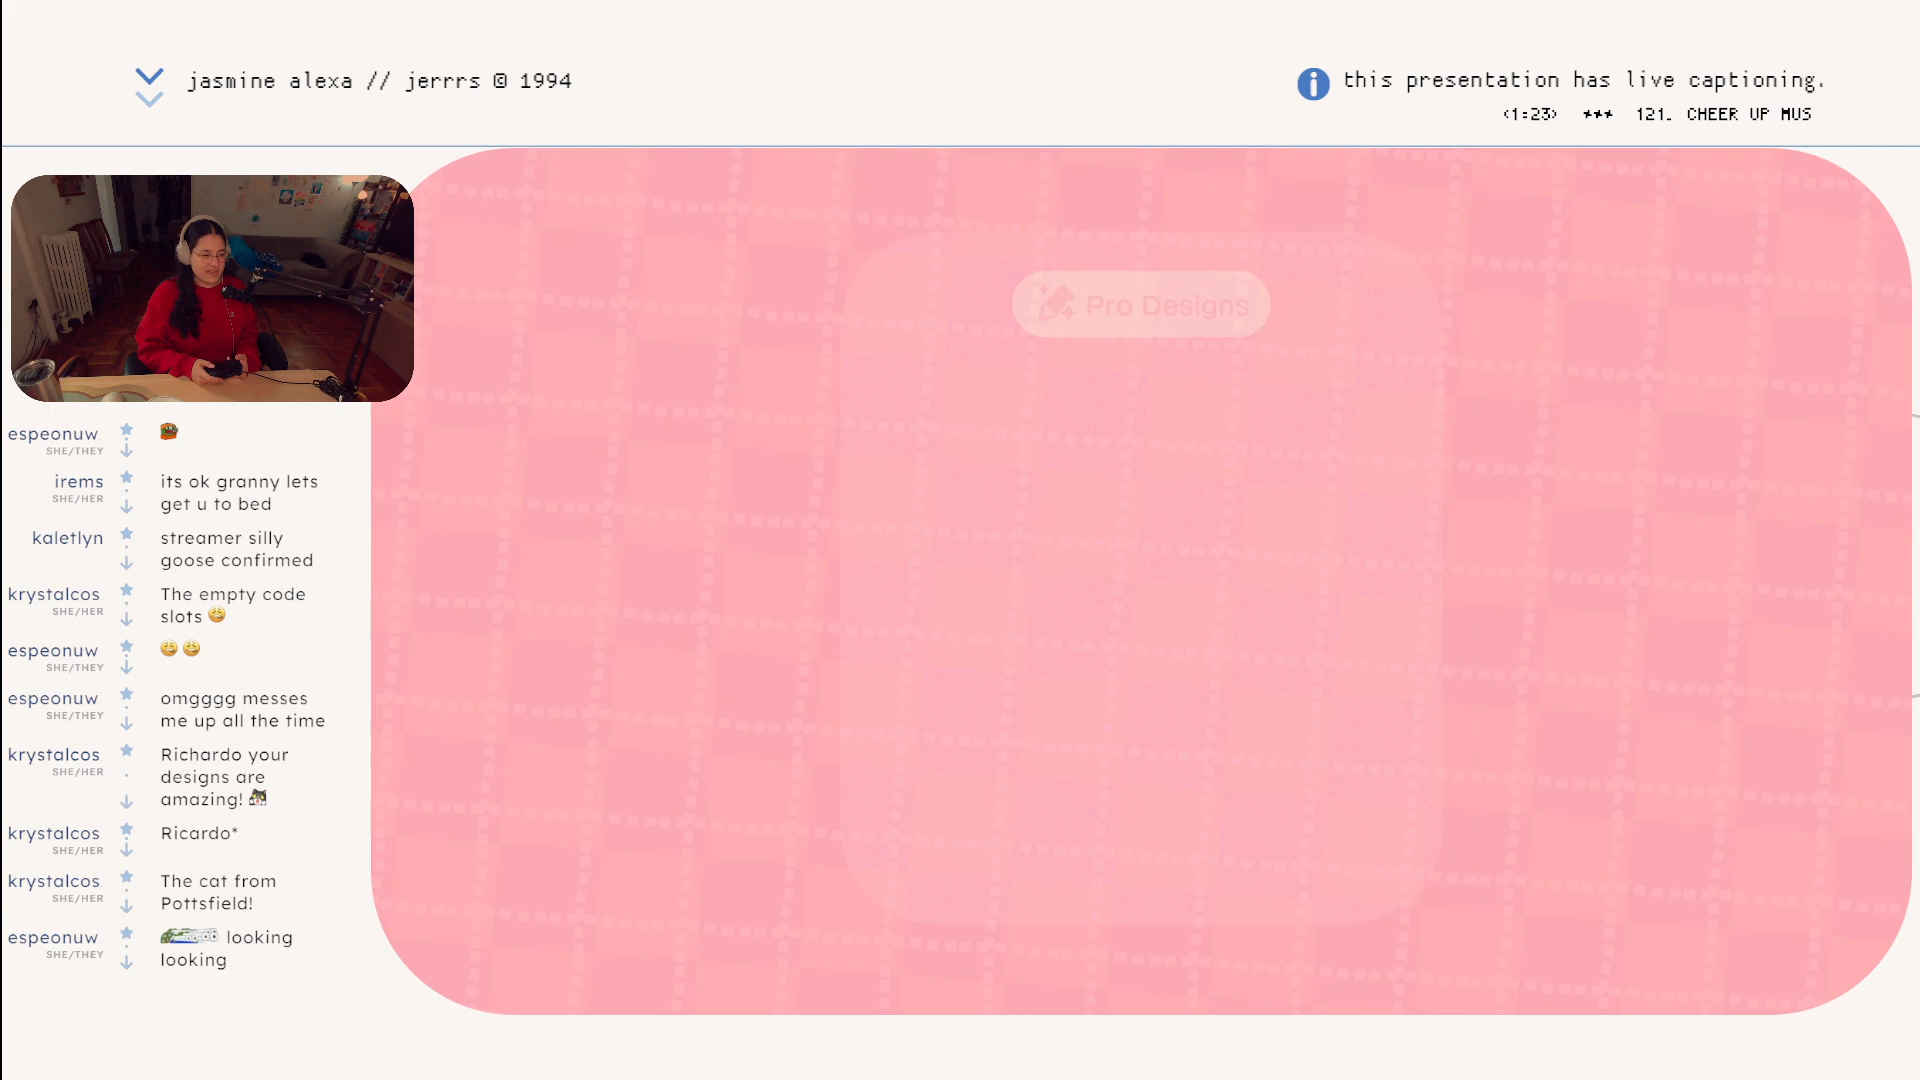 jasmine alexa // jerrrs © 1994
this presentation has live captioning.
<1:23> *** 121. CHEER UP MUS
Pro Designs
espeonuw
SHE/THEY
irems its ok granny lets
SHE/HER get u to bed
kaletlyn streamer silly
goose confirmed
krystalcos The empty code
SHE/HER slots
espeonuw
SHE/THEY
espeonuw omgggg messes
SHE/THEY me up all the time
krystalcos Richardo your
SHE/HER designs are
amazing!
krystalcos Ricardo*
SHE/HER
krystalcos The cat from
SHE/HER Pottsfield!
espeonuw looking
SHE/THEY looking